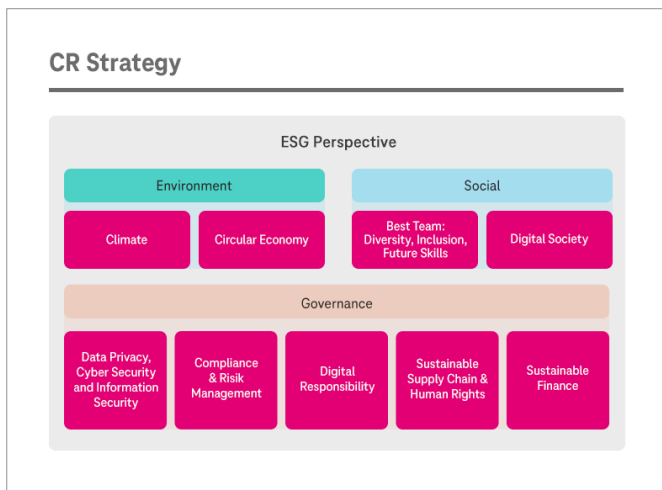 CR Strategy
ESG Perspective
Environment
Social
Climate
Circular Economy
Best Team:
Diversity, Inclusion,
Future Skills
Digital Society
Governance
Data Privacy,
Cyber Security
and Information
Security
Compliance
& Risik
Management
Digital
Responsibility
Sustainable
Supply Chain &
Human Rights
Sustainable
Finance